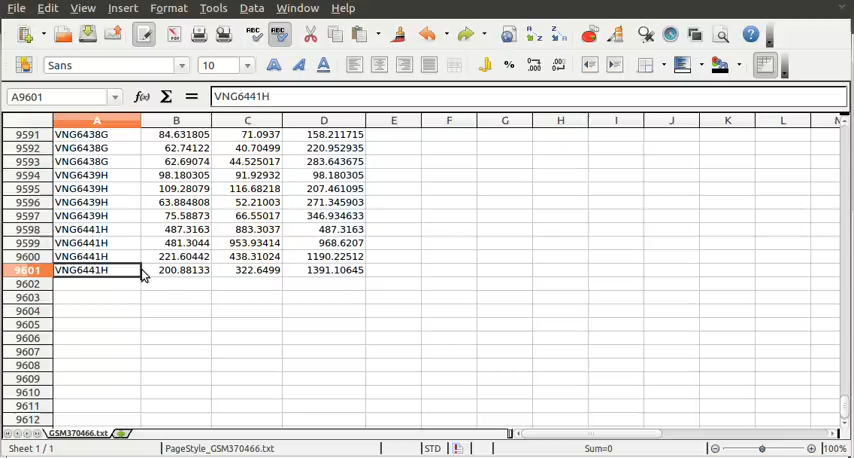 File Edit View Insert Format Tools Data Window Help
Sans 10
A9601 f(x) Σ = VNG6441H
A B C D E F G H I J K L
9591 VNG6438G 84.631805 71.0937 158.211715
9592 VNG6438G 62.74122 40.70499 220.952935
9593 VNG6438G 62.69074 44.525017 283.643675
9594 VNG6439H 98.180305 91.92932 98.180305
9595 VNG6439H 109.28079 116.68218 207.461095
9596 VNG6439H 63.884808 52.21003 271.345903
9597 VNG6439H 75.58873 66.55017 346.934633
9598 VNG6441H 487.3163 883.3037 487.3163
9599 VNG6441H 481.3044 953.93414 968.6207
9600 VNG6441H 221.60442 438.31024 1190.22512
9601 VNG6441H 200.88133 322.6499 1391.10645
9602
9603
9604
9605
9606
9607
9608
9609
9610
9611
9612
GSM370466.txt
Sheet 1 / 1 PageStyle_GSM370466.txt STD Sum=0 100%